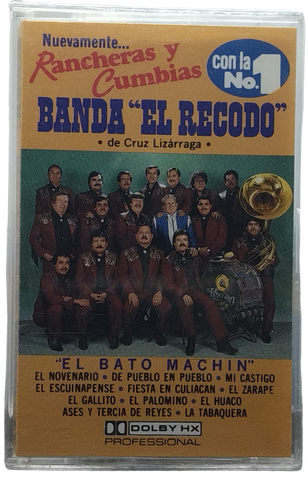 Nuevamente...
Rancheras y
Cumbias
con la
No. 1
BANDA "EL RECODO"
• de Cruz Lizárraga •
"EL BATO MACHIN"
EL NOVENARIO • DE PUEBLO EN PUEBLO • MI CASTIGO
EL ESCUINAPENSE • FIESTA EN CULIACAN • EL ZARAPE
EL GALLITO • EL PALOMINO • EL HUACO
ASES Y TERCIA DE REYES • LA TABAQUERA
DOLBY HX
PROFESSIONAL